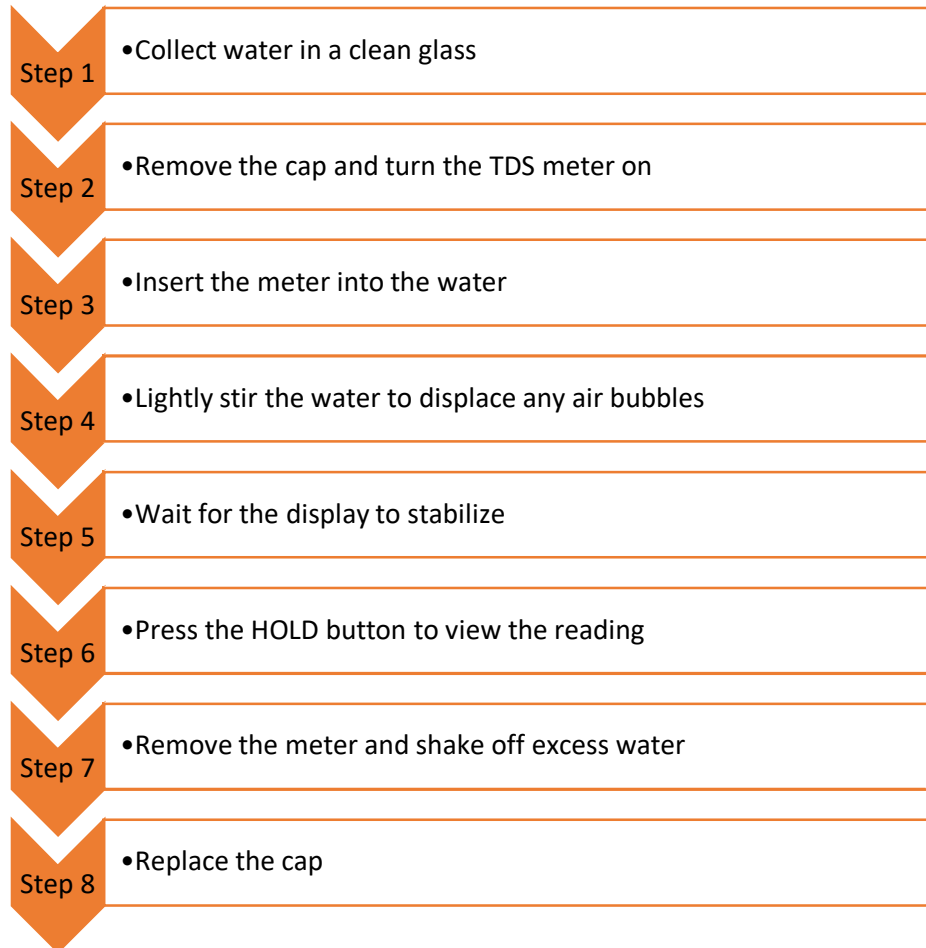 Step 1
•Collect water in a clean glass
Step 2
•Remove the cap and turn the TDS meter on
Step 3
•Insert the meter into the water
Step 4
•Lightly stir the water to displace any air bubbles
Step 5
•Wait for the display to stabilize
Step 6
•Press the HOLD button to view the reading
Step 7
•Remove the meter and shake off excess water
Step 8
•Replace the cap